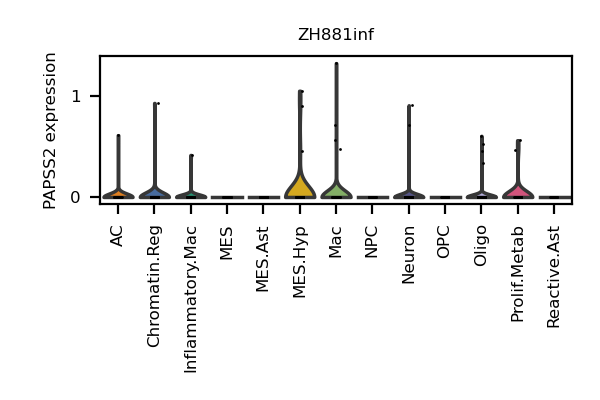 ZH881inf
PAPSS2 expression
1
0
AC
Chromatin.Reg
Inflammatory.Mac
MES
MES.Ast
MES.Hyp
Mac
NPC
Neuron
OPC
Oligo
Prolif.Metab
Reactive.Ast